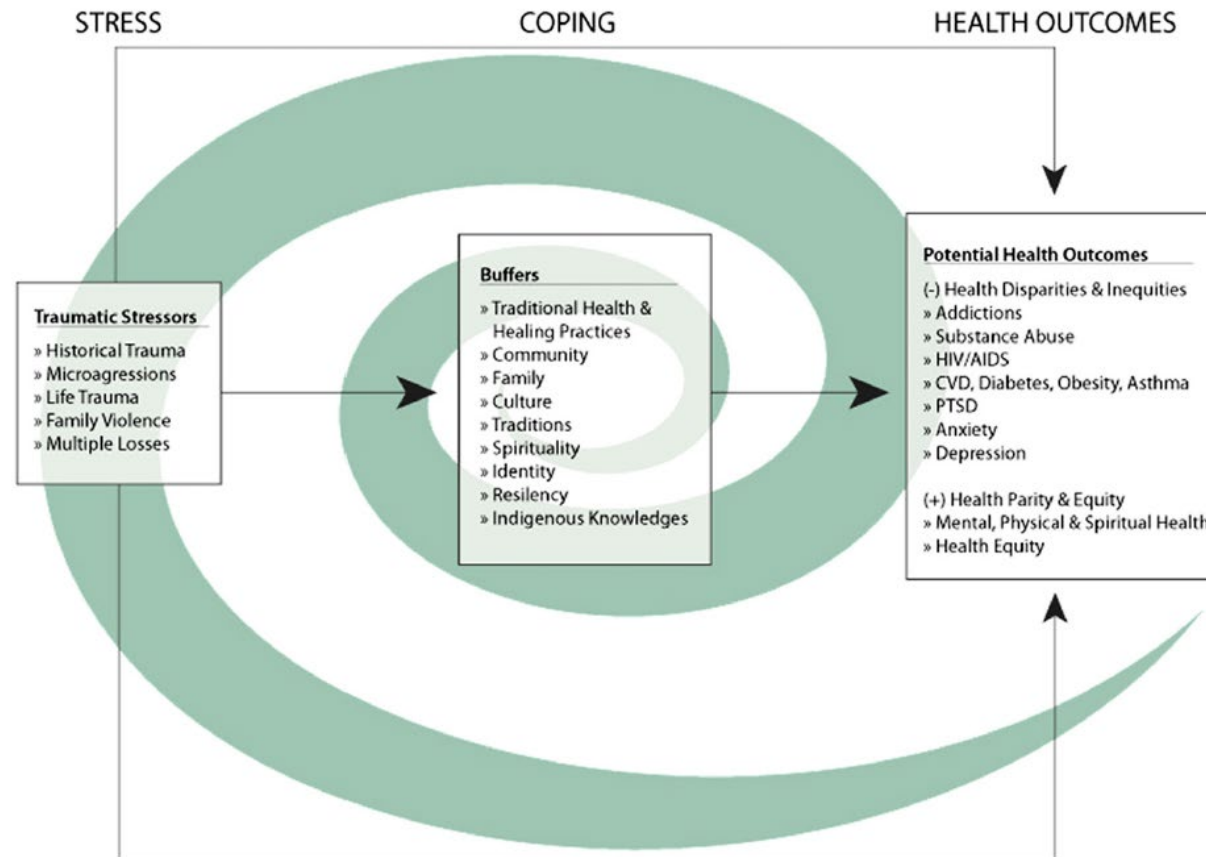 STRESS
COPING
HEALTH OUTCOMES
Traumatic Stressors
» Historical Trauma
» Microagressions
» Life Trauma
» Family Violence
» Multiple Losses
Buffers
» Traditional Health &
Healing Practices
» Community
» Family
» Culture
» Traditions
» Spirituality
» Identity
» Resilency
» Indigenous Knowledges
Potential Health Outcomes
(-) Health Disparities & Inequities
» Addictions
» Substance Abuse
» HIV/AIDS
» CVD, Diabetes, Obesity, Asthma
» PTSD
» Anxiety
» Depression
(+) Health Parity & Equity
» Mental, Physical & Spiritual Health
» Health Equity